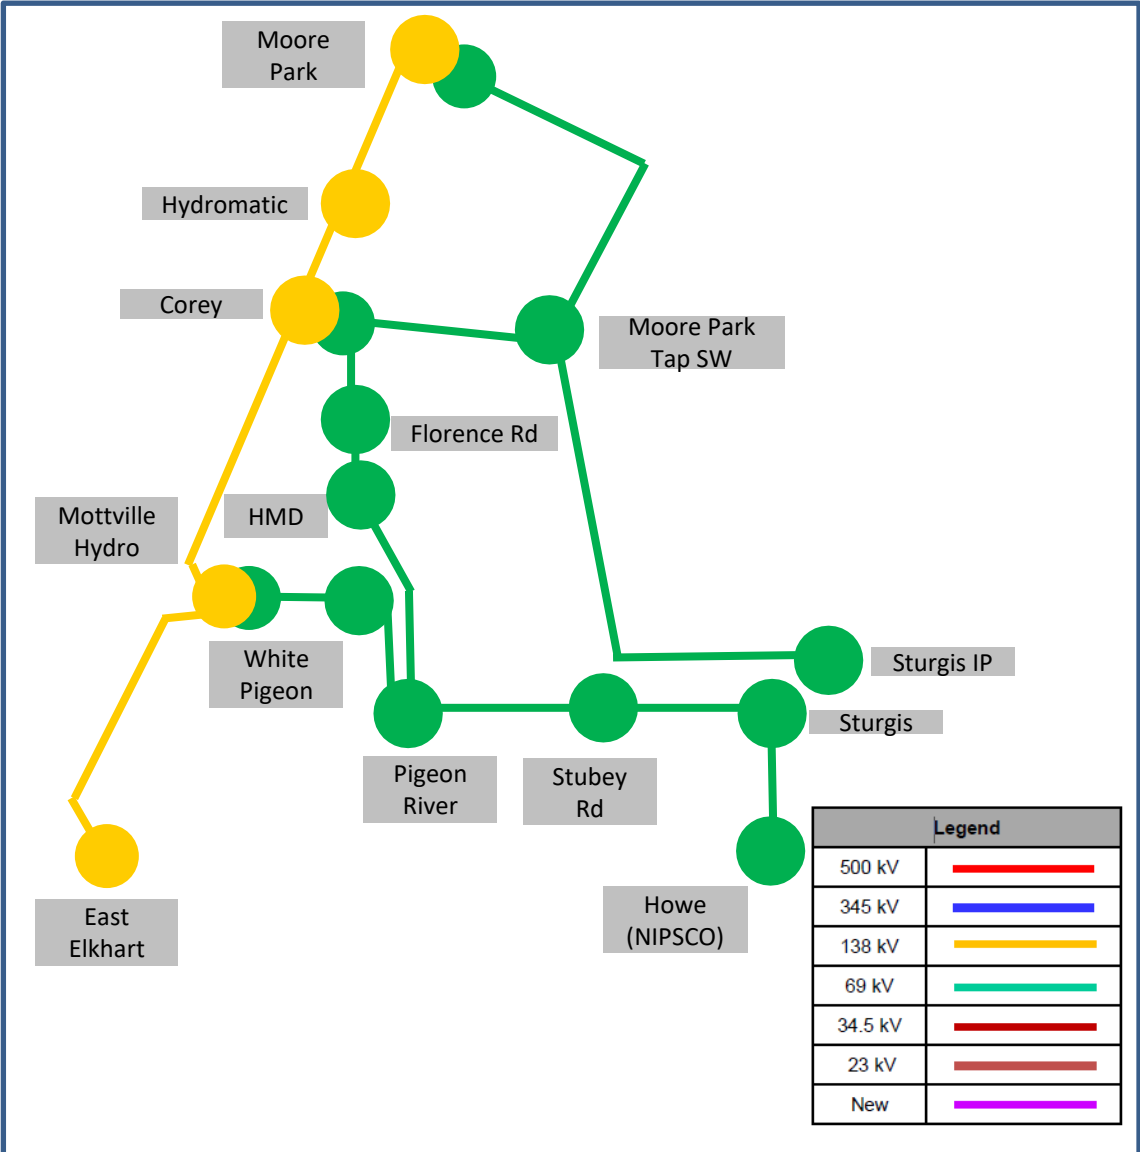 Moore
Park
Hydromatic
Corey
Moore Park
Tap SW
Florence Rd
Mottville
Hydro
HMD
White
Pigeon
Sturgis IP
Sturgis
Pigeon
River
Stubey
Rd
Howe
(NIPSCO)
East
Elkhart
Legend
500 kV
345 kV
138 kV
69 kV
34.5 kV
23 kV
New